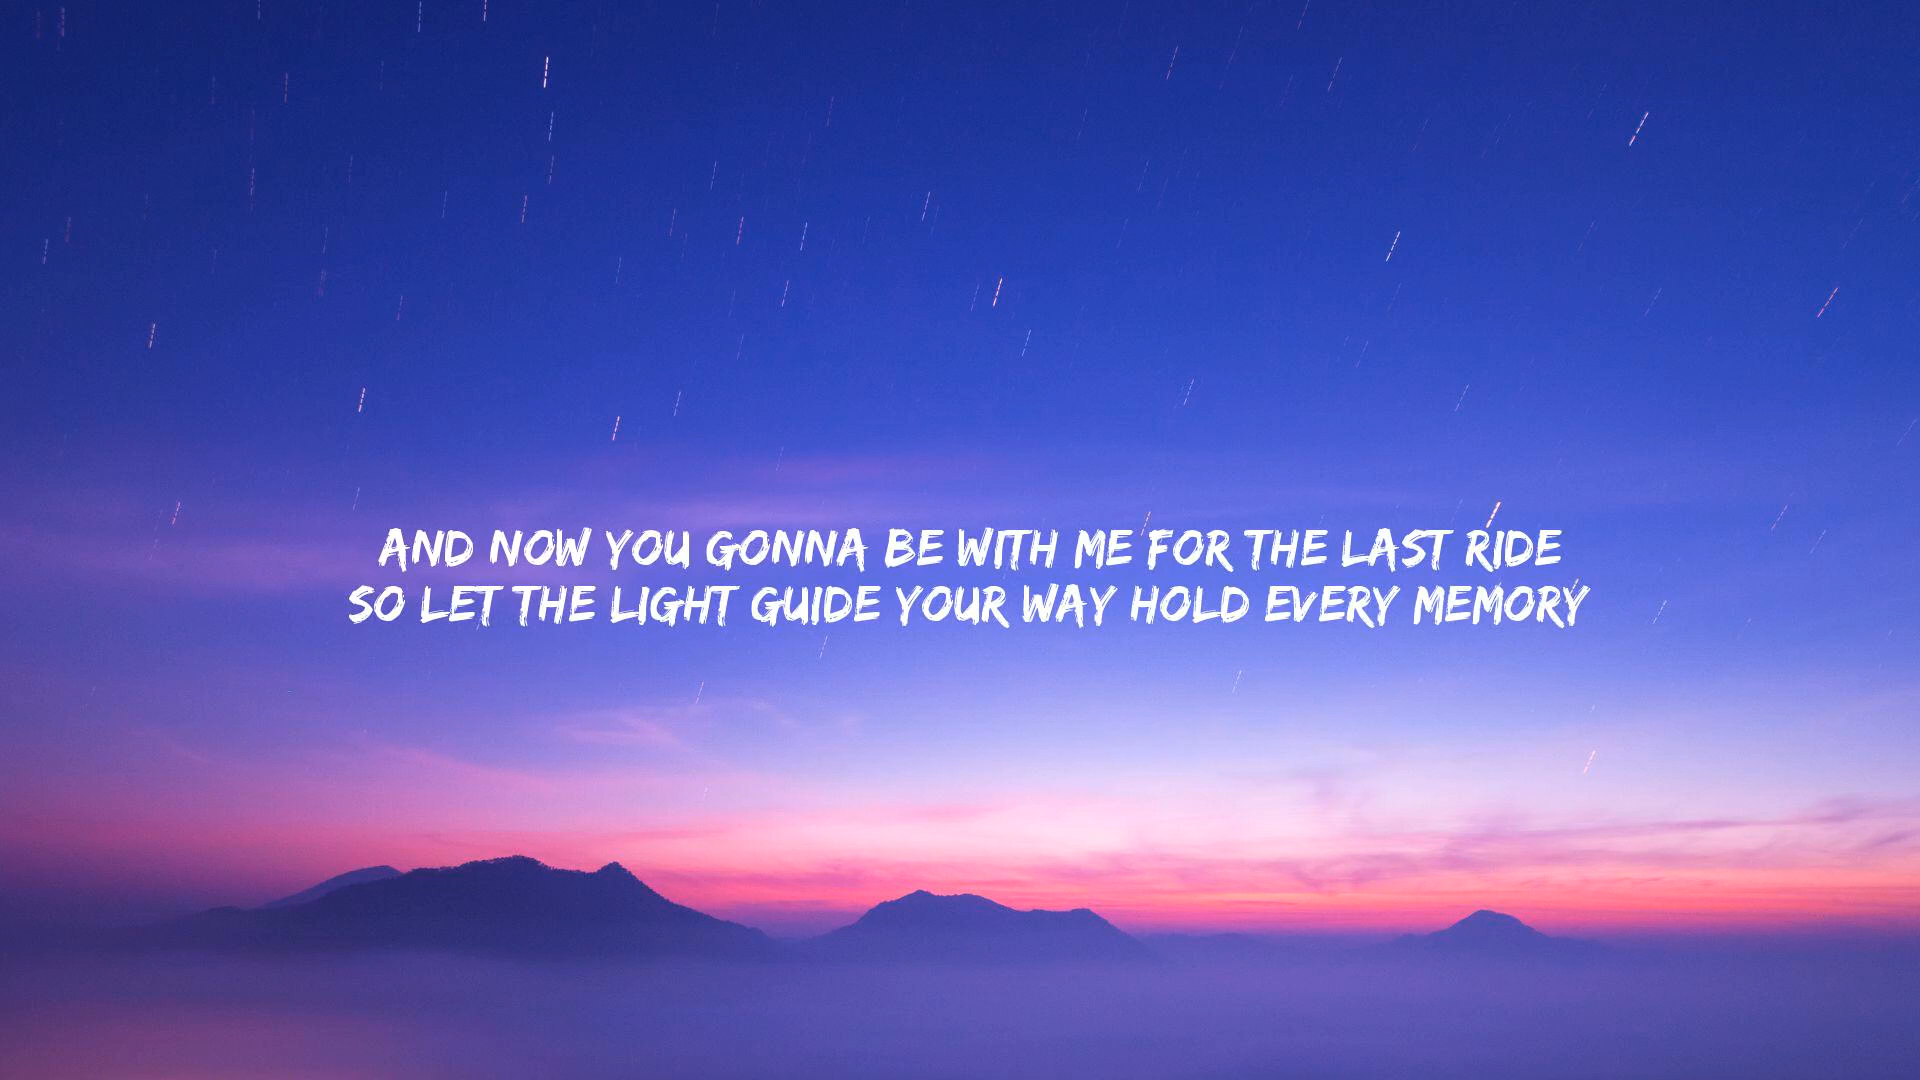 AND NOW YOU GONNA BE WITH ME FOR THE LAST RIDE
SO LET THE LIGHT GUIDE YOUR WAY HOLD EVERY MEMORY